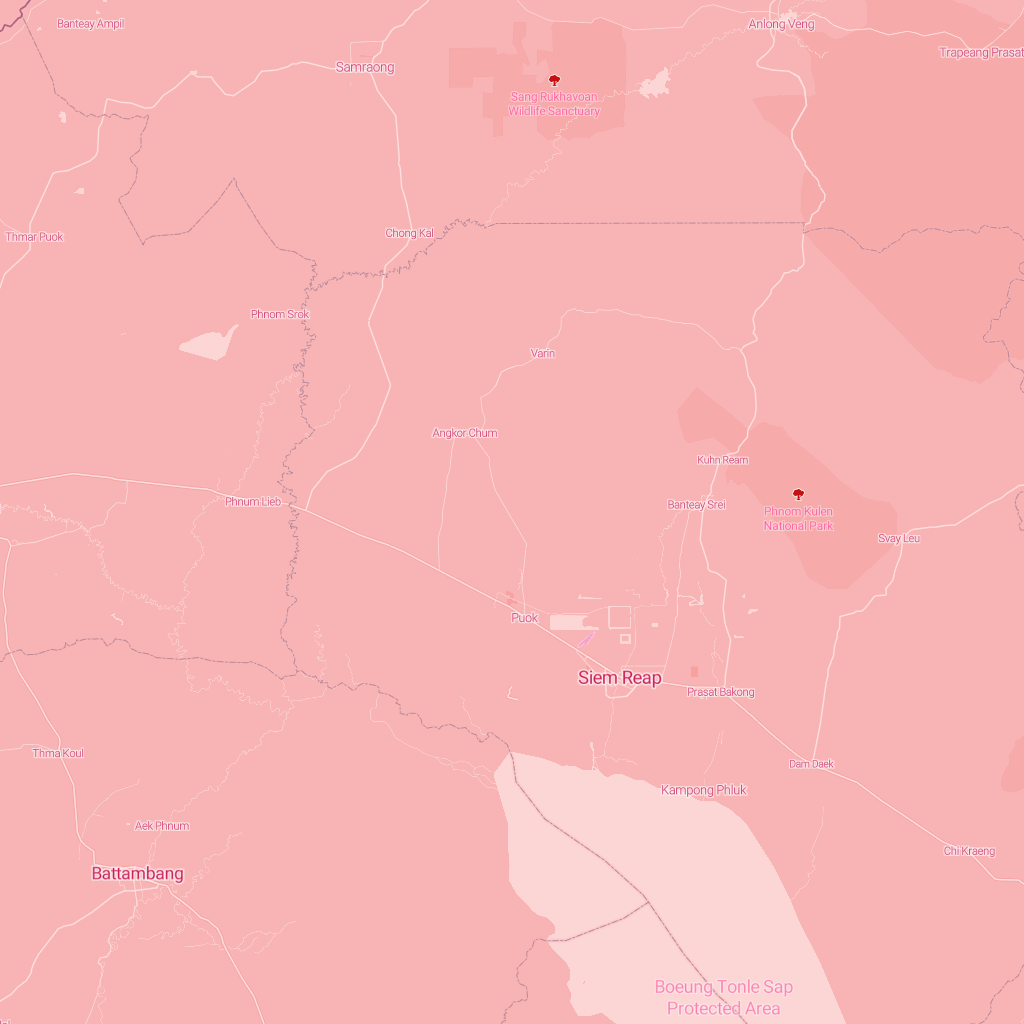 Banteay Ampil
Anlong Veng
Trapeang Prasat
Samraong
Sang Rukhavoan
Wildlife Sanctuary
Thmar Puok
Chong Kal
Phnom Srok
Varin
Angkor Chum
Kuhn Ream
Phnum Lieb
Banteay Srei
Phnom Kulen
National Park
Svay Leu
Puok
Siem Reap
Prasat Bakong
Thma Koul
Dam Daek
Kampong Phluk
Aek Phnum
Chi Kraeng
Battambang
Boeung Tonle Sap
Protected Area